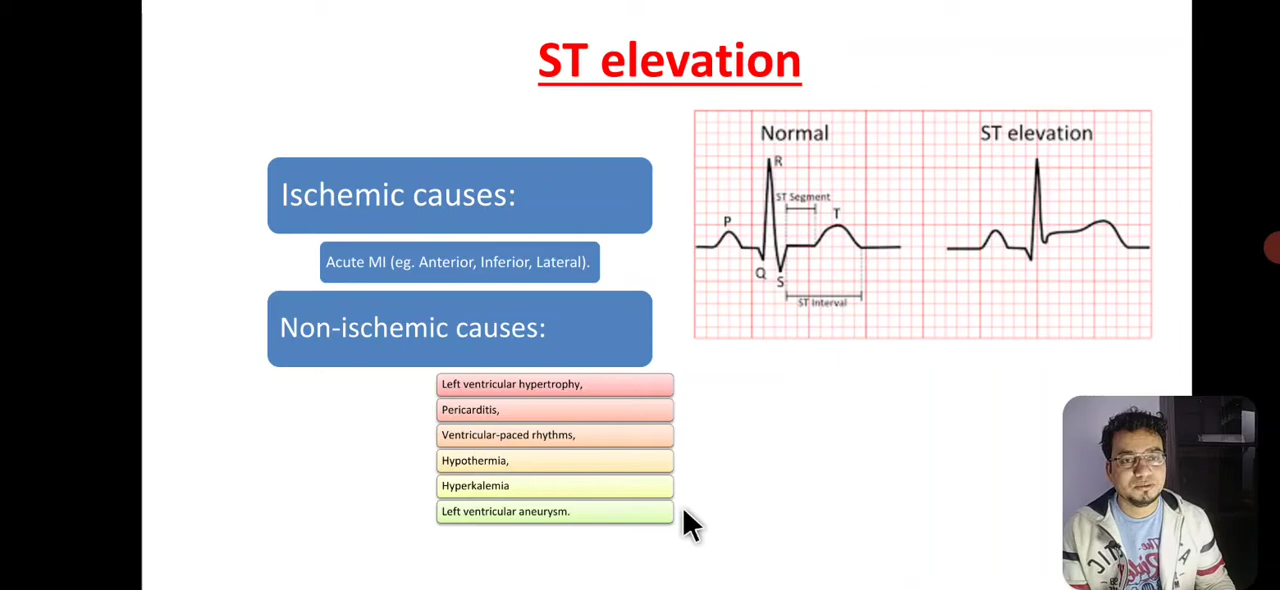 ST elevation
Ischemic causes:
Acute MI (eg. Anterior, Inferior, Lateral).
Non-ischemic causes:
Left ventricular hypertrophy,
Pericarditis,
Ventricular-paced rhythms,
Hypothermia,
Hyperkalemia
Left ventricular aneurysm.
Normal
R
ST Segment
P
T
Q
S
ST Interval
ST elevation
The